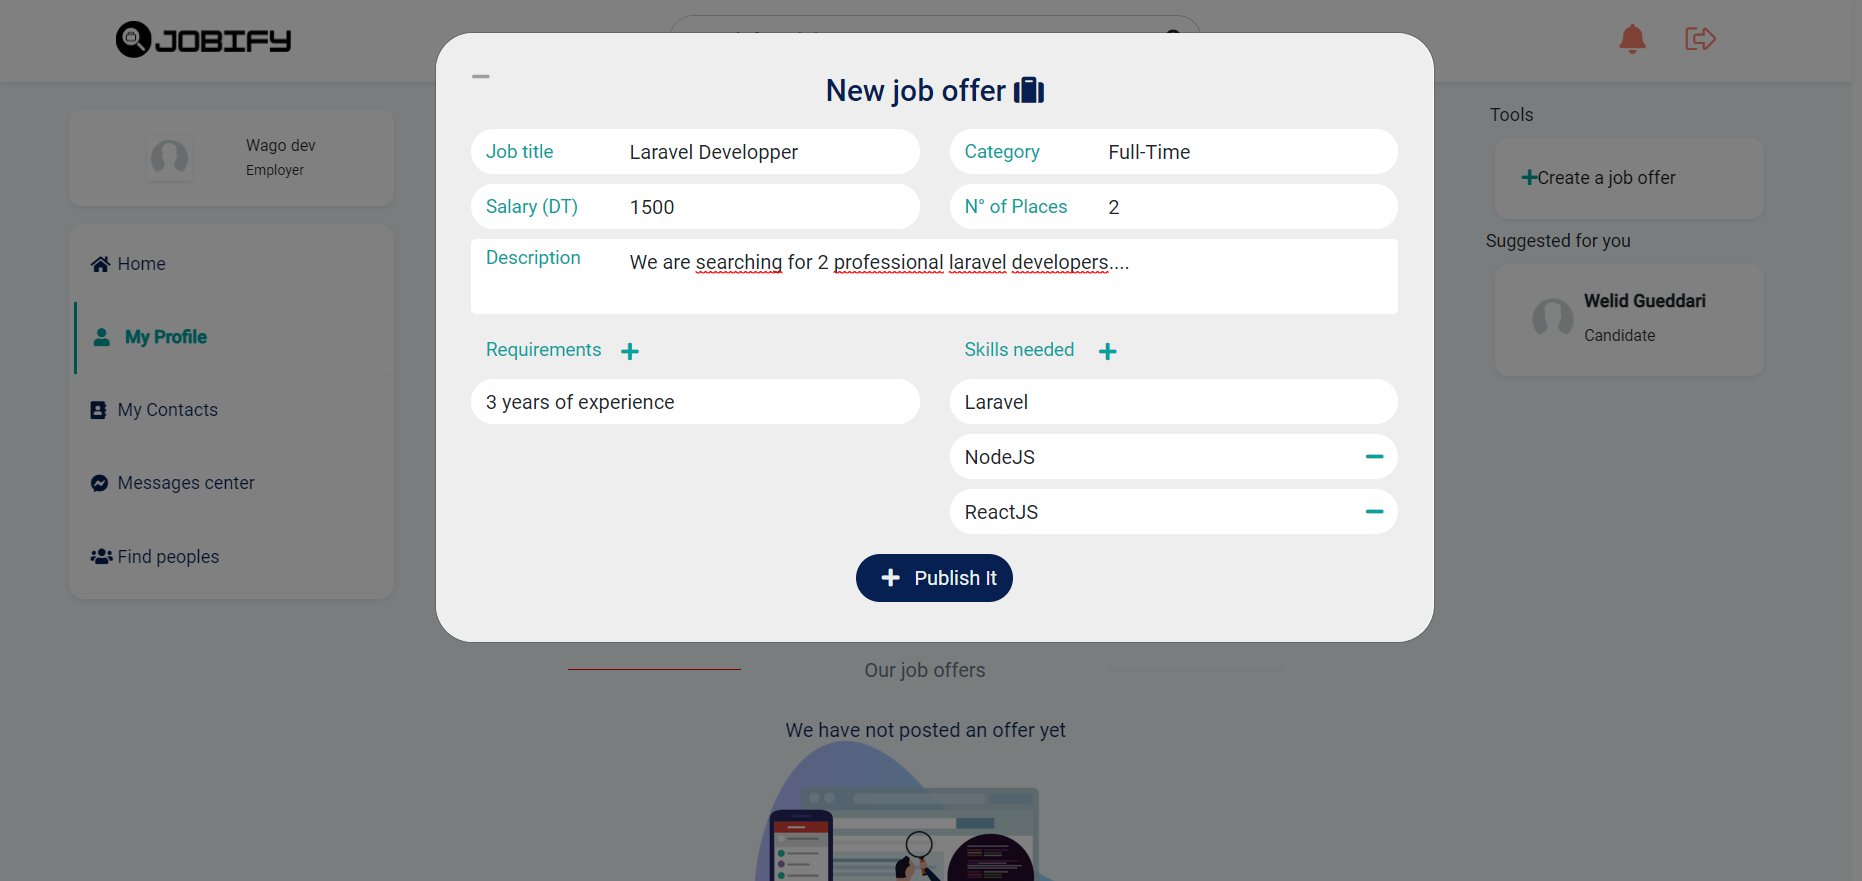 JOBIFY
New job offer
Job title Laravel Developper
Category Full-Time
Salary (DT) 1500
N° of Places 2
Description We are searching for 2 professional laravel developers....
Requirements
Skills needed
3 years of experience
Laravel
NodeJS
ReactJS
Publish It
Wago dev
Employer
Home
My Profile
My Contacts
Messages center
Find peoples
Tools
Create a job offer
Suggested for you
Welid Gueddari
Candidate
Our job offers
We have not posted an offer yet